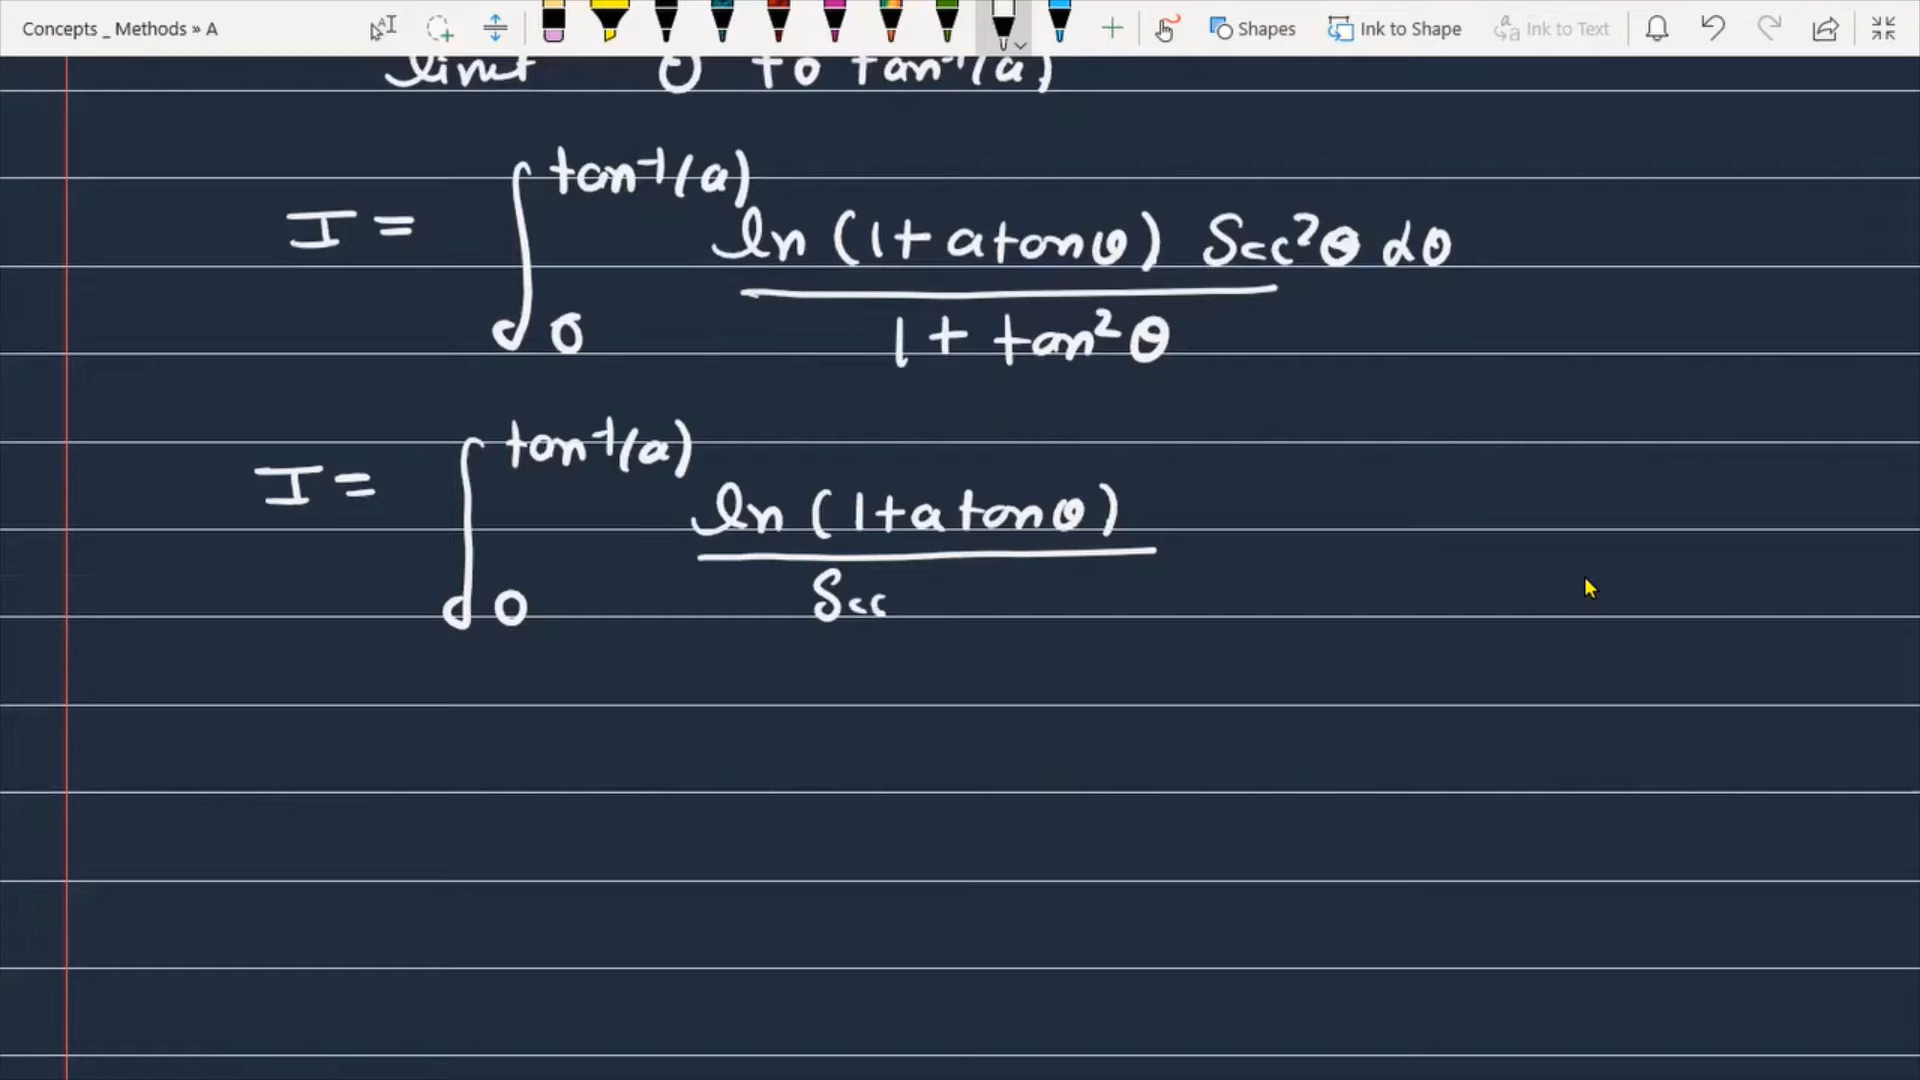 Concepts _ Methods » A
Shapes Ink to Shape Ink to Text
limit 0 to tan⁻¹(a)
I = ∫₀^{tan⁻¹(a)} ln (1+ a tanθ) Sec²θ dθ / 1 + tan²θ
I = ∫₀^{tan⁻¹(a)} ln (1+a tanθ) / Sec